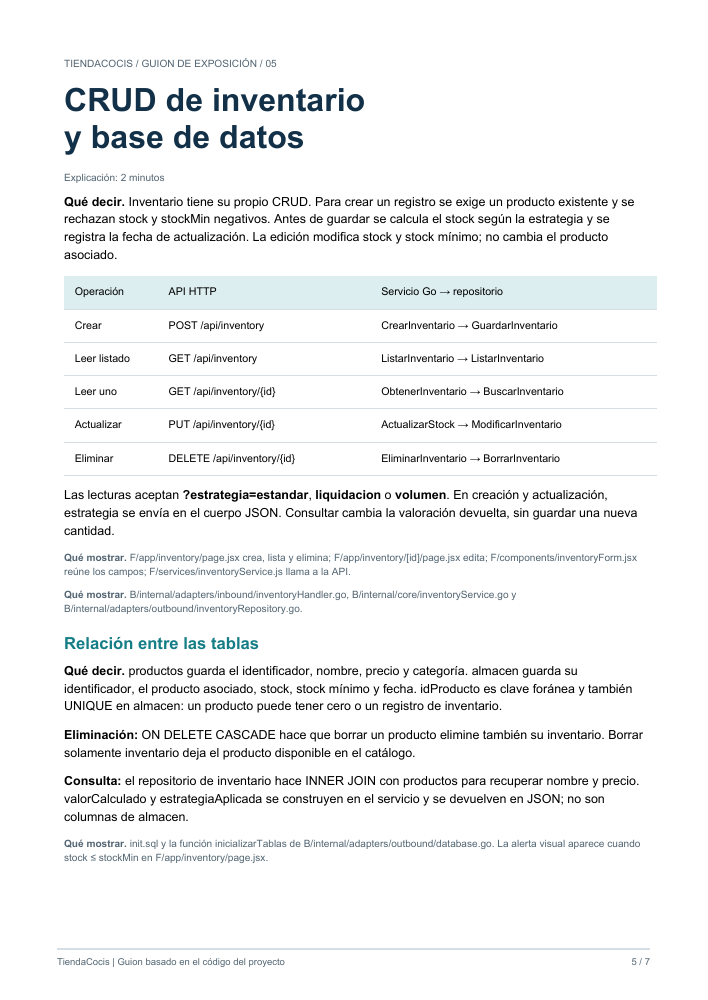 TIENDACOCIS / GUION DE EXPOSICIÓN / 05
CRUD de inventario
y base de datos
Explicación: 2 minutos
Qué decir. Inventario tiene su propio CRUD. Para crear un registro se exige un producto existente y se
rechazan stock y stockMin negativos. Antes de guardar se calcula el stock según la estrategia y se
registra la fecha de actualización. La edición modifica stock y stock mínimo; no cambia el producto
asociado.
Operación API HTTP Servicio Go → repositorio
Crear POST /api/inventory CrearInventario → GuardarInventario
Leer listado GET /api/inventory ListarInventario → ListarInventario
Leer uno GET /api/inventory/{id} ObtenerInventario → BuscarInventario
Actualizar PUT /api/inventory/{id} ActualizarStock → ModificarInventario
Eliminar DELETE /api/inventory/{id} EliminarInventario → BorrarInventario
Las lecturas aceptan ?estrategia=estandar, liquidacion o volumen. En creación y actualización,
estrategia se envía en el cuerpo JSON. Consultar cambia la valoración devuelta, sin guardar una nueva
cantidad.
Qué mostrar. F/app/inventory/page.jsx crea, lista y elimina; F/app/inventory/[id]/page.jsx edita; F/components/inventoryForm.jsx
reúne los campos; F/services/inventoryService.js llama a la API.
Qué mostrar. B/internal/adapters/inbound/inventoryHandler.go, B/internal/core/inventoryService.go y
B/internal/adapters/outbound/inventoryRepository.go.
Relación entre las tablas
Qué decir. productos guarda el identificador, nombre, precio y categoría. almacen guarda su
identificador, el producto asociado, stock, stock mínimo y fecha. idProducto es clave foránea y también
UNIQUE en almacen: un producto puede tener cero o un registro de inventario.
Eliminación: ON DELETE CASCADE hace que borrar un producto elimine también su inventario. Borrar
solamente inventario deja el producto disponible en el catálogo.
Consulta: el repositorio de inventario hace INNER JOIN con productos para recuperar nombre y precio.
valorCalculado y estrategiaAplicada se construyen en el servicio y se devuelven en JSON; no son
columnas de almacen.
Qué mostrar. init.sql y la función inicializarTablas de B/internal/adapters/outbound/database.go. La alerta visual aparece cuando
stock ≤ stockMin en F/app/inventory/page.jsx.
TiendaCocis | Guion basado en el código del proyecto 5 / 7